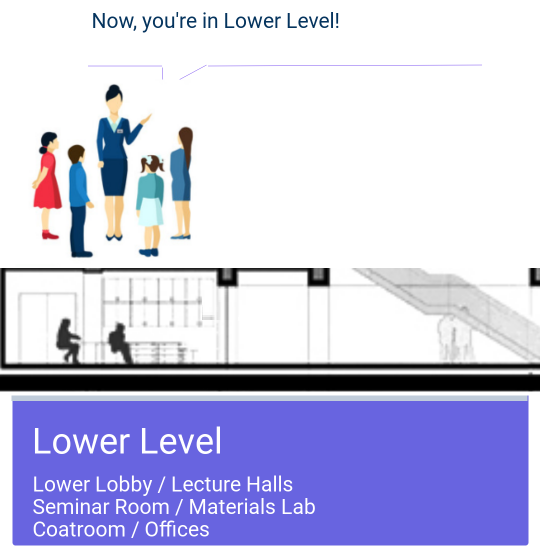 Now, you're in Lower Level!
Lower Level
Lower Lobby / Lecture Halls
Seminar Room / Materials Lab
Coatroom / Offices